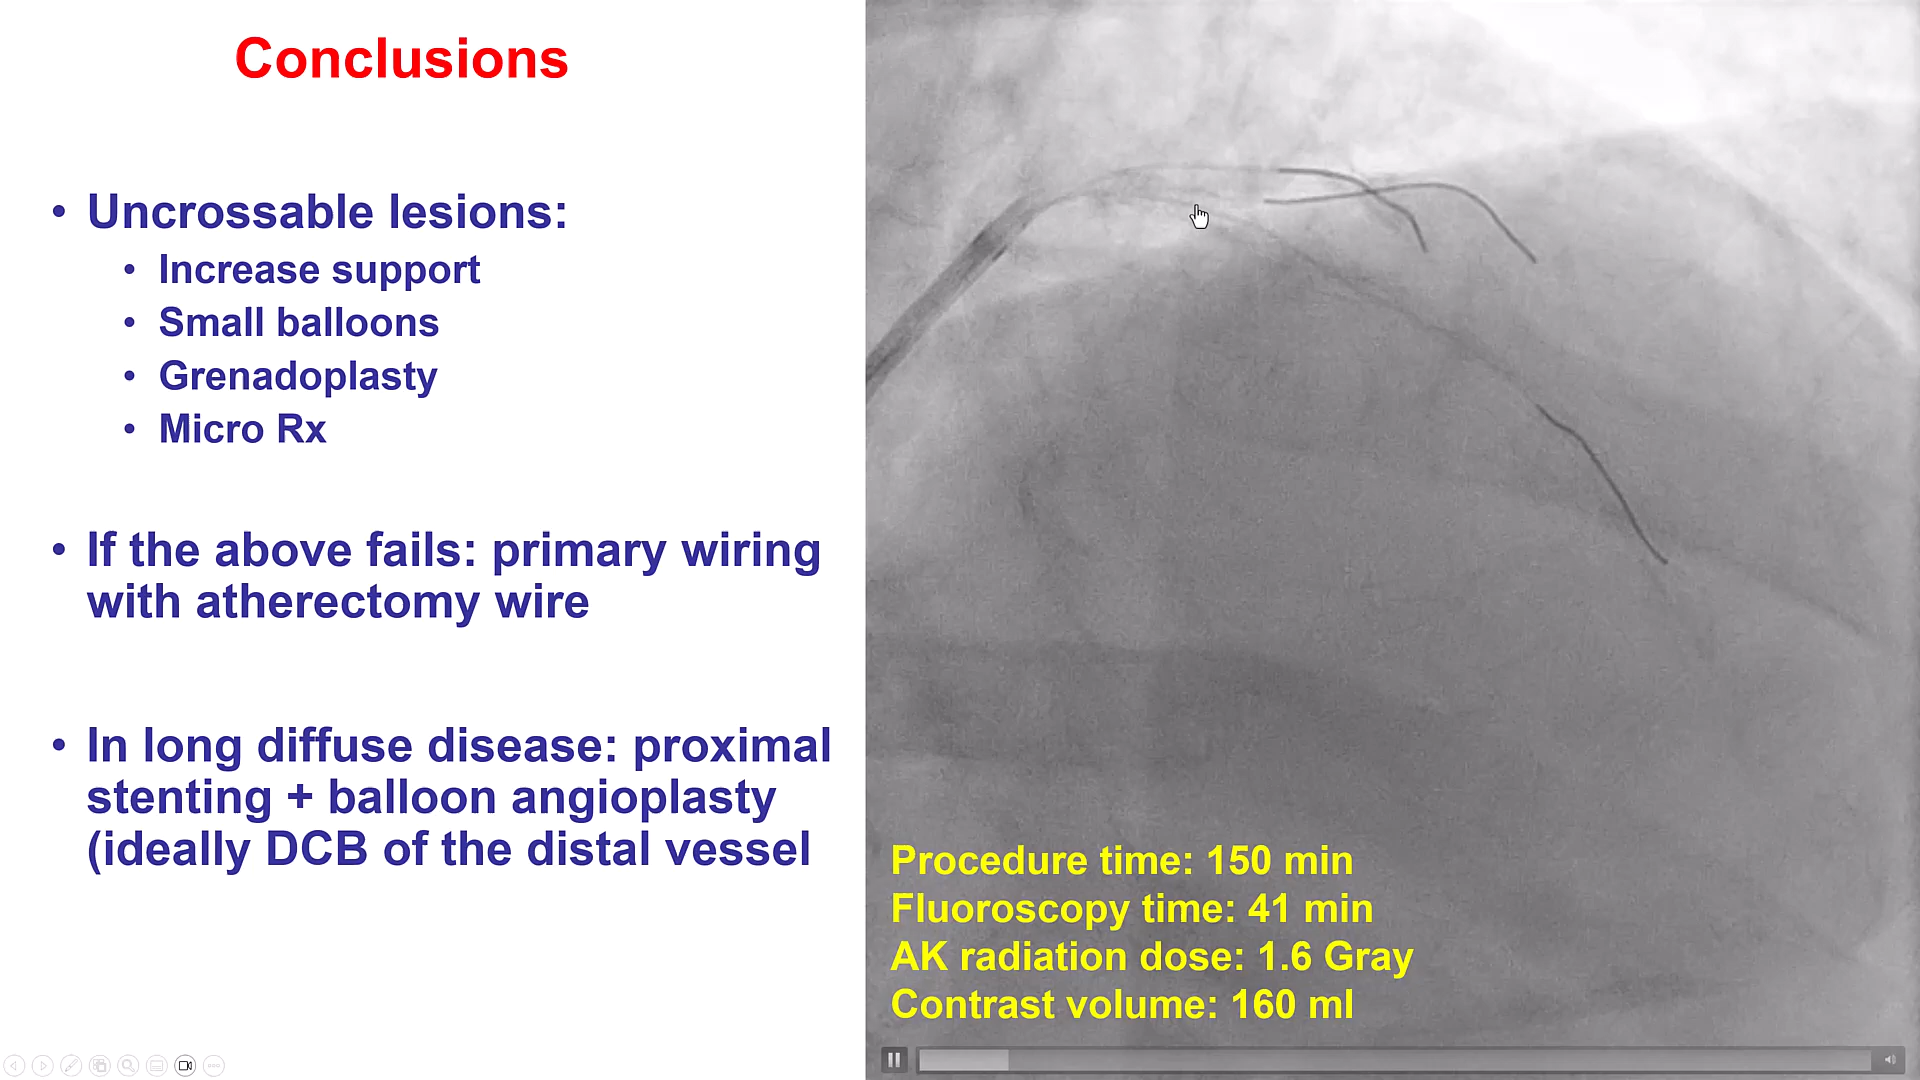 Conclusions
• Uncrossable lesions:
• Increase support
• Small balloons
• Grenadoplasty
• Micro Rx
• If the above fails: primary wiring
with atherectomy wire
• In long diffuse disease: proximal
stenting + balloon angioplasty
(ideally DCB of the distal vessel
Procedure time: 150 min
Fluoroscopy time: 41 min
AK radiation dose: 1.6 Gray
Contrast volume: 160 ml